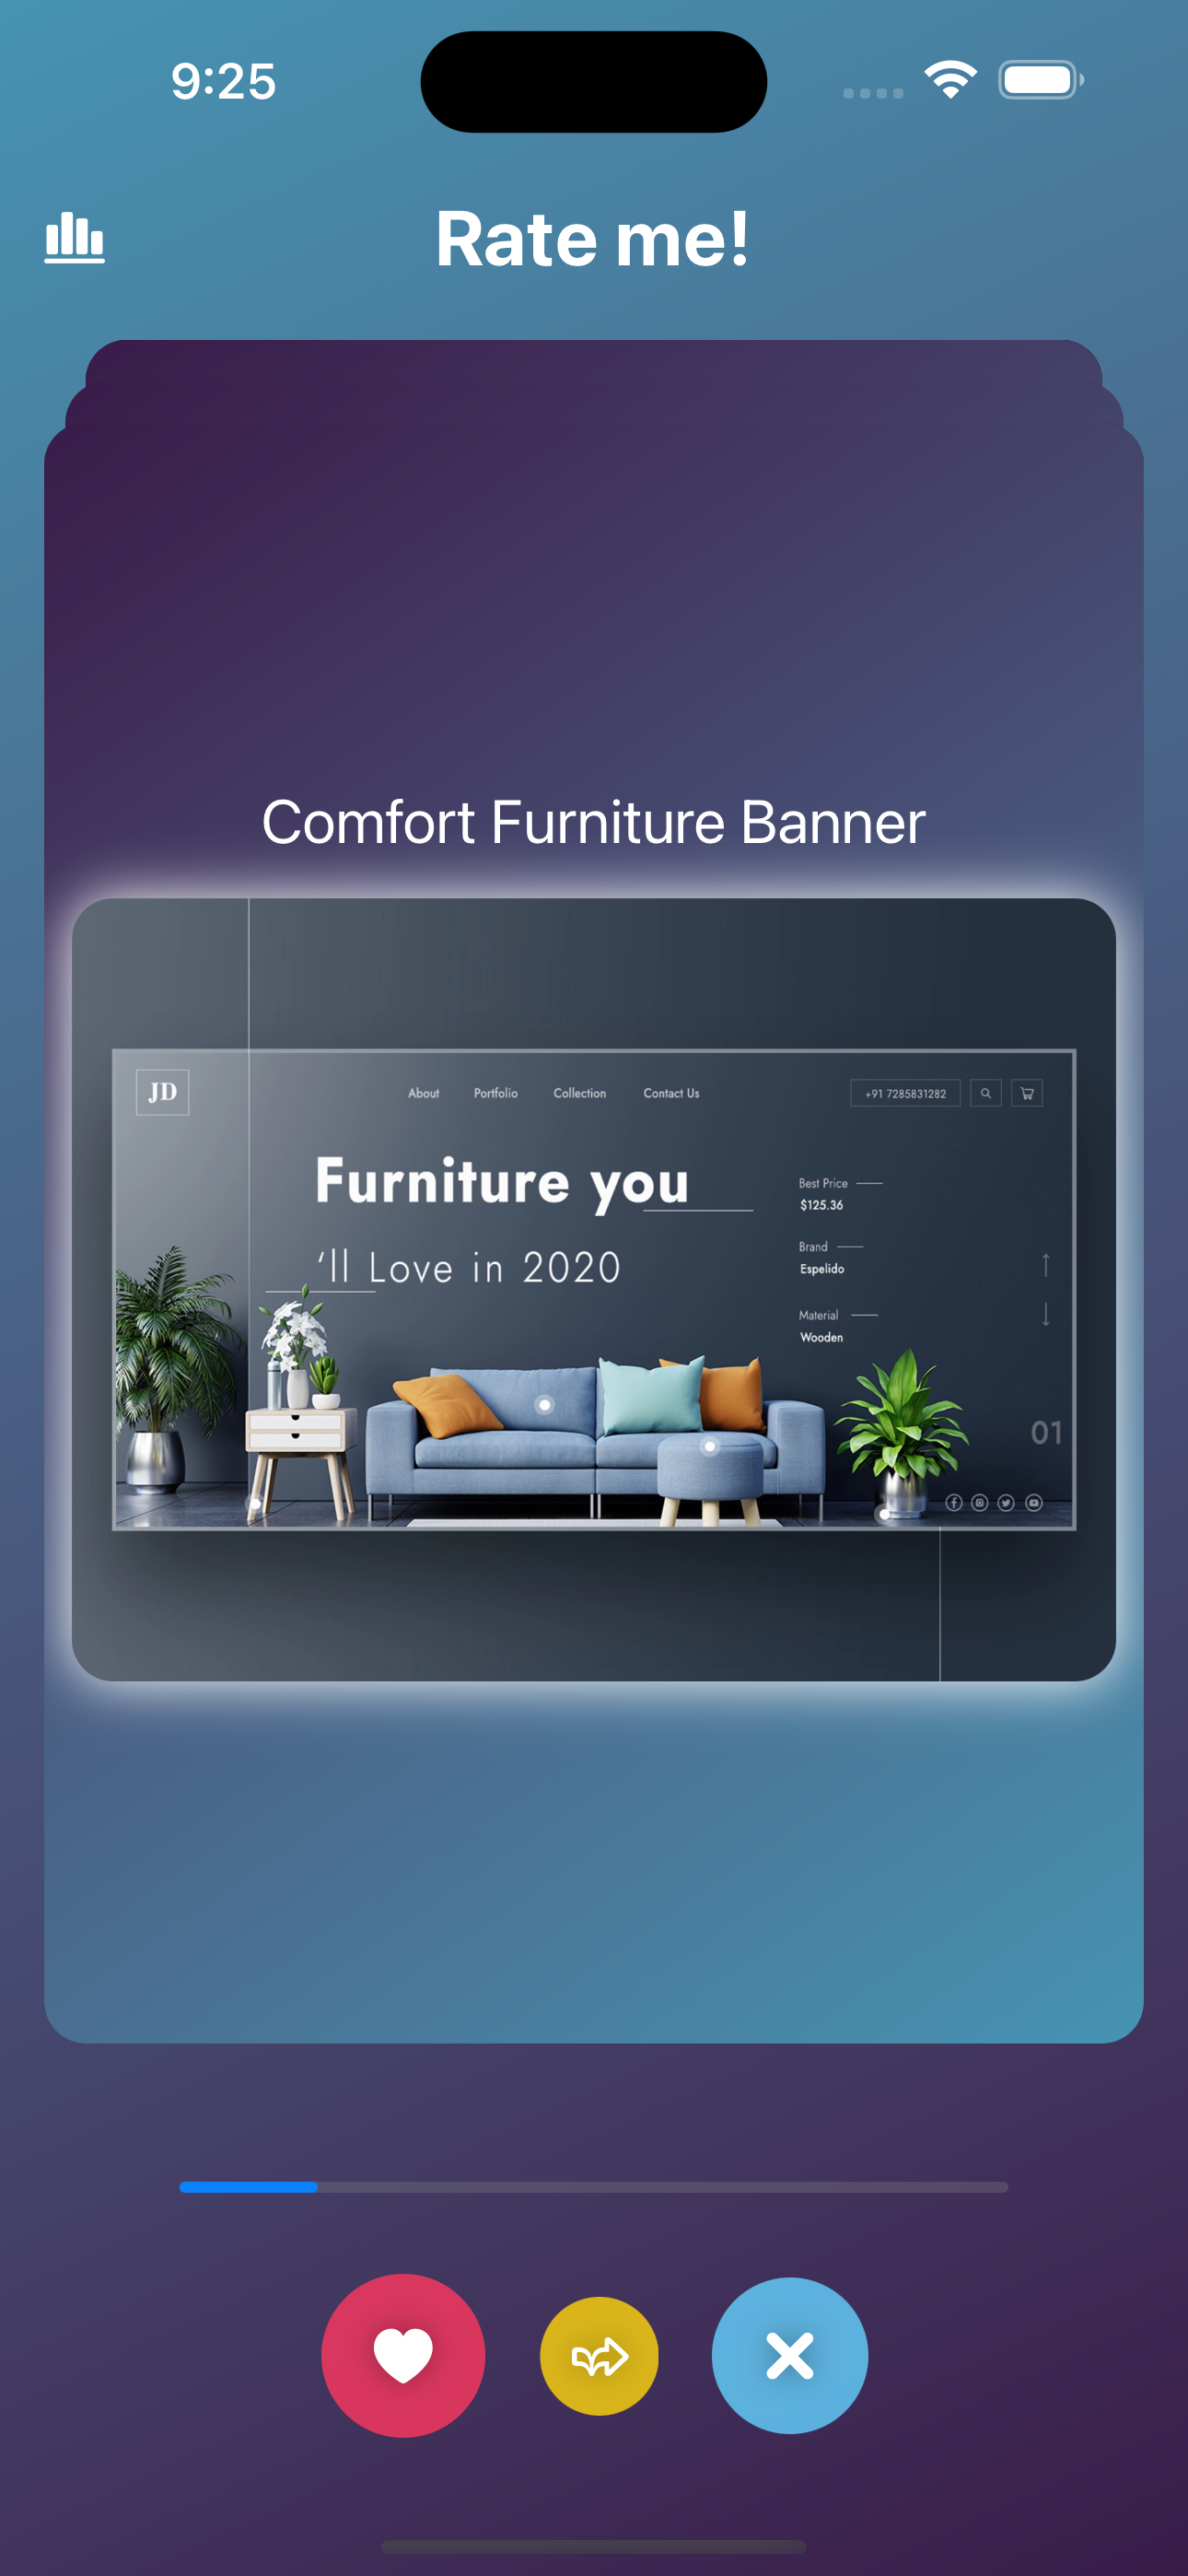 9:25
Rate me!
Comfort Furniture Banner
JD
About Portfolio Collection Contact Us +91 7285831282
Furniture you
‘ll Love in 2020
Best Price
$125.36
Brand
Espelido
Material
Wooden
01